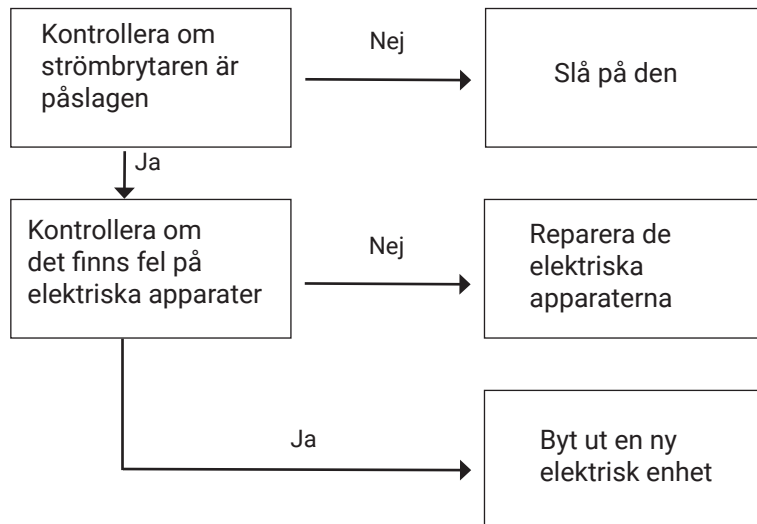 Kontrollera om
strömbrytaren är
påslagen
Nej
Slå på den
Ja
Kontrollera om
det finns fel på
elektriska apparater
Nej
Reparera de
elektriska
apparaterna
Ja
Byt ut en ny
elektrisk enhet